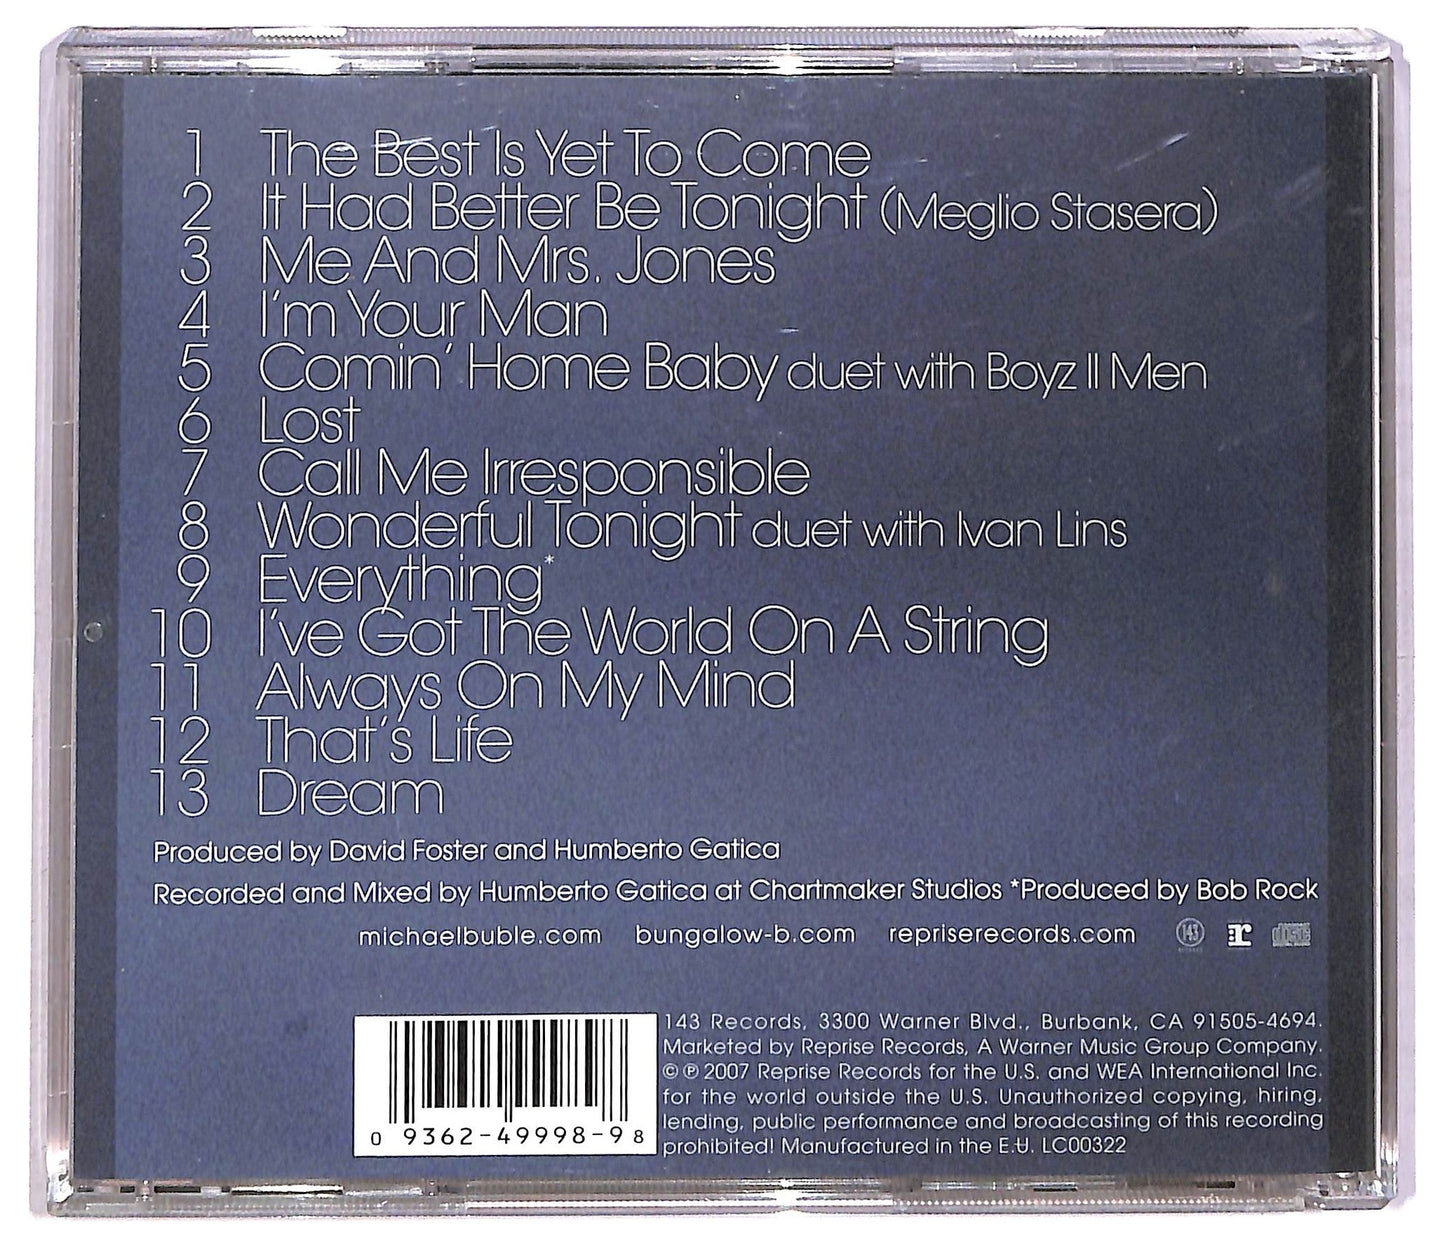 1 The Best Is Yet To Come
2 It Had Better Be Tonight (Meglio Stasera)
3 Me And Mrs. Jones
4 I'm Your Man
5 Comin' Home Baby duet with Boyz II Men
6 Lost
7 Call Me Irresponsible
8 Wonderful Tonight duet with Ivan Lins
9 Everything*
10 I've Got The World On A String
11 Always On My Mind
12 That's Life
13 Dream
Produced by David Foster and Humberto Gatica
Recorded and Mixed by Humberto Gatica at Chartmaker Studios *Produced by Bob Rock
michaelbuble.com bungalow-b.com repriserecords.com 143 r
0 9362-49998-9 8
143 Records, 3300 Warner Blvd., Burbank, CA 91505-4694.
Marketed by Reprise Records, A Warner Music Group Company.
© ℗ 2007 Reprise Records for the U.S. and WEA International Inc.
for the world outside the U.S. Unauthorized copying, hiring,
lending, public performance and broadcasting of this recording
prohibited! Manufactured in the E.U. LC00322